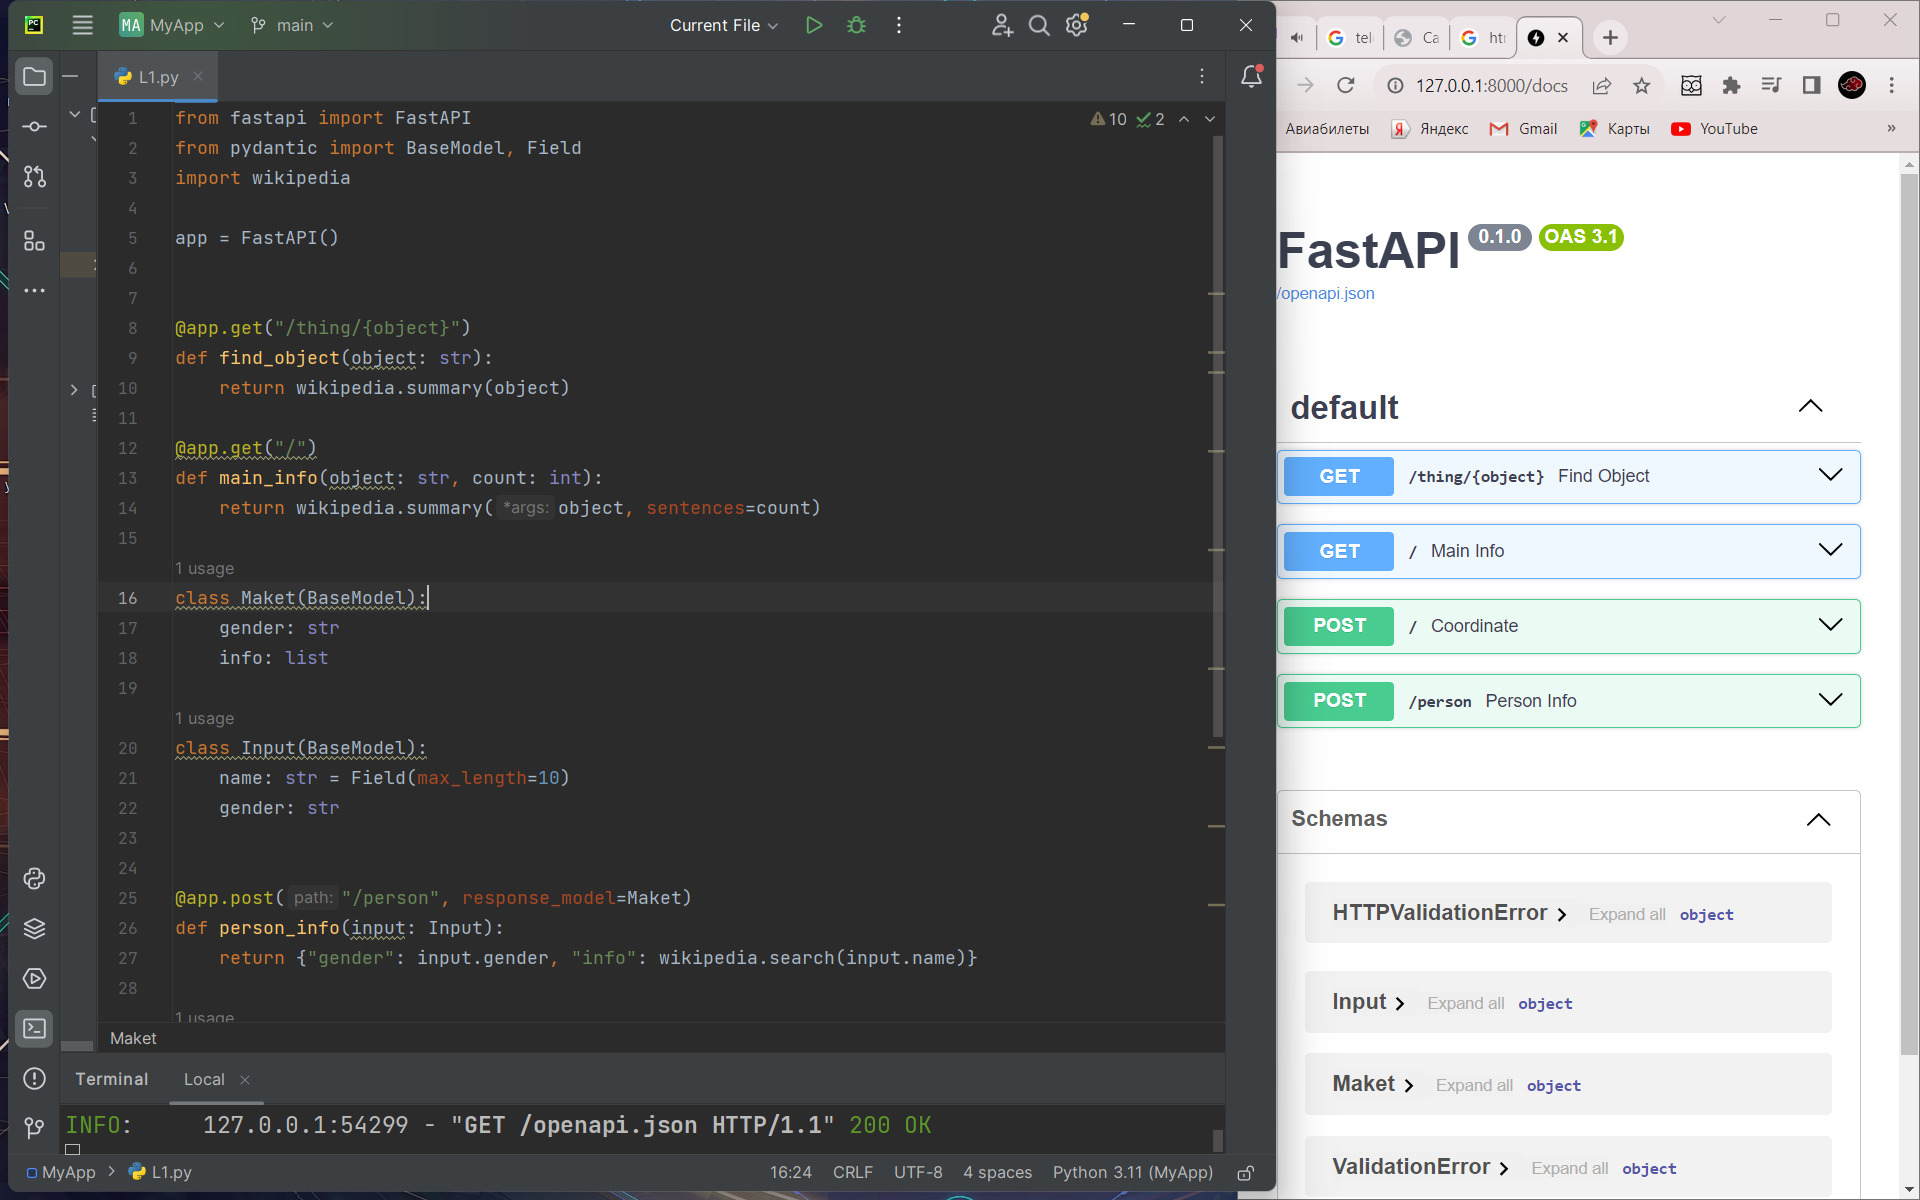 PC
MA MyApp
main
Current File
L1.py
1 from fastapi import FastAPI
2 from pydantic import BaseModel, Field
3 import wikipedia
4
5 app = FastAPI()
6
7
8 @app.get("/thing/{object}")
9 def find_object(object: str):
10 return wikipedia.summary(object)
11
12 @app.get("/")
13 def main_info(object: str, count: int):
14 return wikipedia.summary( *args: object, sentences=count)
15
1 usage
16 class Maket(BaseModel):
17 gender: str
18 info: list
19
1 usage
20 class Input(BaseModel):
21 name: str = Field(max_length=10)
22 gender: str
23
24
25 @app.post( path: "/person", response_model=Maket)
26 def person_info(input: Input):
27 return {"gender": input.gender, "info": wikipedia.search(input.name)}
28
1 usage
10 2
Maket
Terminal Local
INFO: 127.0.0.1:54299 - "GET /openapi.json HTTP/1.1" 200 OK
MyApp > L1.py
16:24 CRLF UTF-8 4 spaces Python 3.11 (MyApp)
tel Ca htt
127.0.0.1:8000/docs
Авиабилеты Яндекс Gmail Карты YouTube »
FastAPI 0.1.0 OAS 3.1
/openapi.json
default
GET /thing/{object} Find Object
GET / Main Info
POST / Coordinate
POST /person Person Info
Schemas
HTTPValidationError Expand all object
Input Expand all object
Maket Expand all object
ValidationError Expand all object